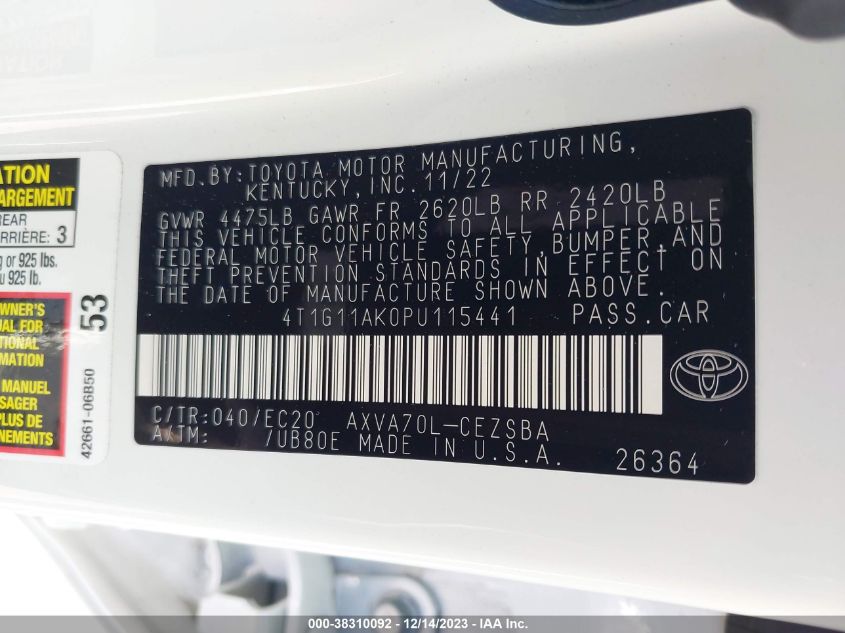 MFD.BY:TOYOTA MOTOR MANUFACTURING,
KENTUCKY,INC.11/22
GVWR 4475LB GAWR FR 2620LB RR 2420LB
THIS VEHICLE CONFORMS TO ALL APPLICABLE
FEDERAL MOTOR VEHICLE SAFETY,BUMPER,AND
THEFT PREVENTION STANDARDS IN EFFECT ON
THE DATE OF MANUFACTURE SHOWN ABOVE.
4T1G11AK0PU115441 PASS.CAR
C/TR:040/EC20 AXVA70L-CEZSBA
A/TM: /UB80E MADE IN U.S.A.
26364
ATION
ARGEMENT
REAR
ARRIÈRE: 3
g or 925 lbs.
u 925 lb.
WNER'S
UAL FOR
TIONAL
RMATION
MANUEL
SAGER
PLUS DE
NEMENTS
53
42661-06B50
000-38310092 - 12/14/2023 - IAA Inc.